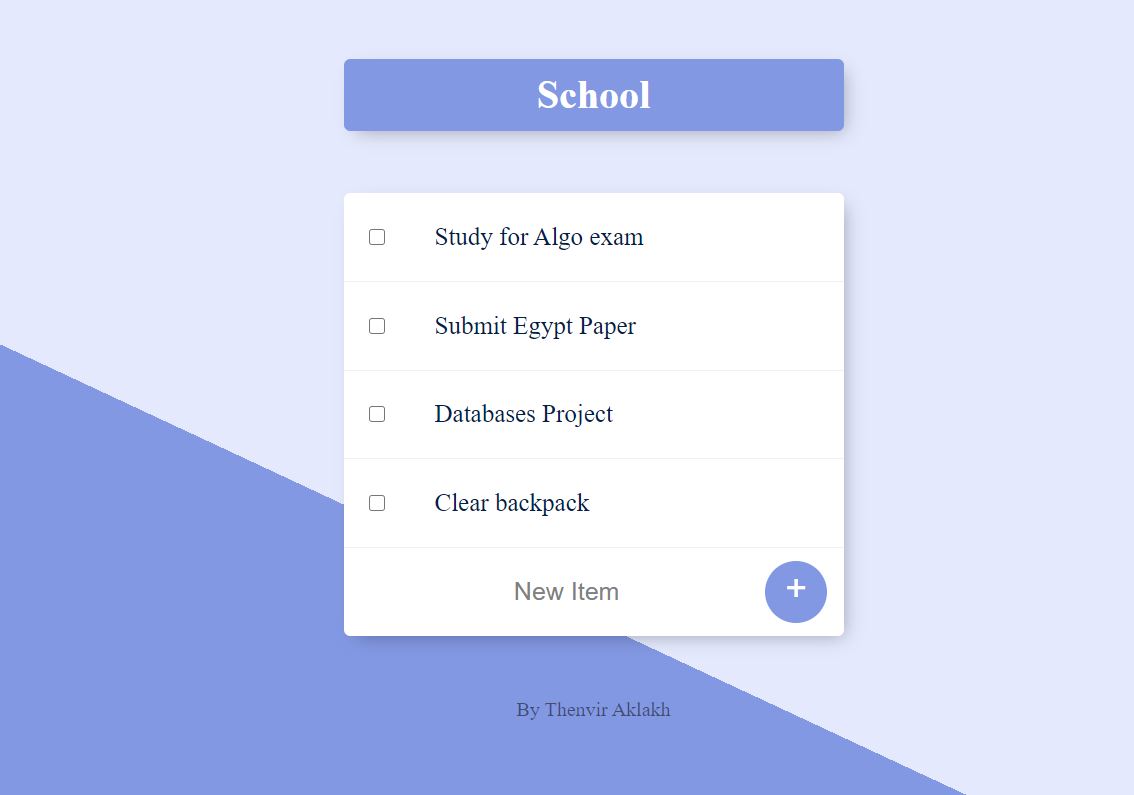 School
Study for Algo exam
Submit Egypt Paper
Databases Project
Clear backpack
New Item
+
By Thenvir Aklakh